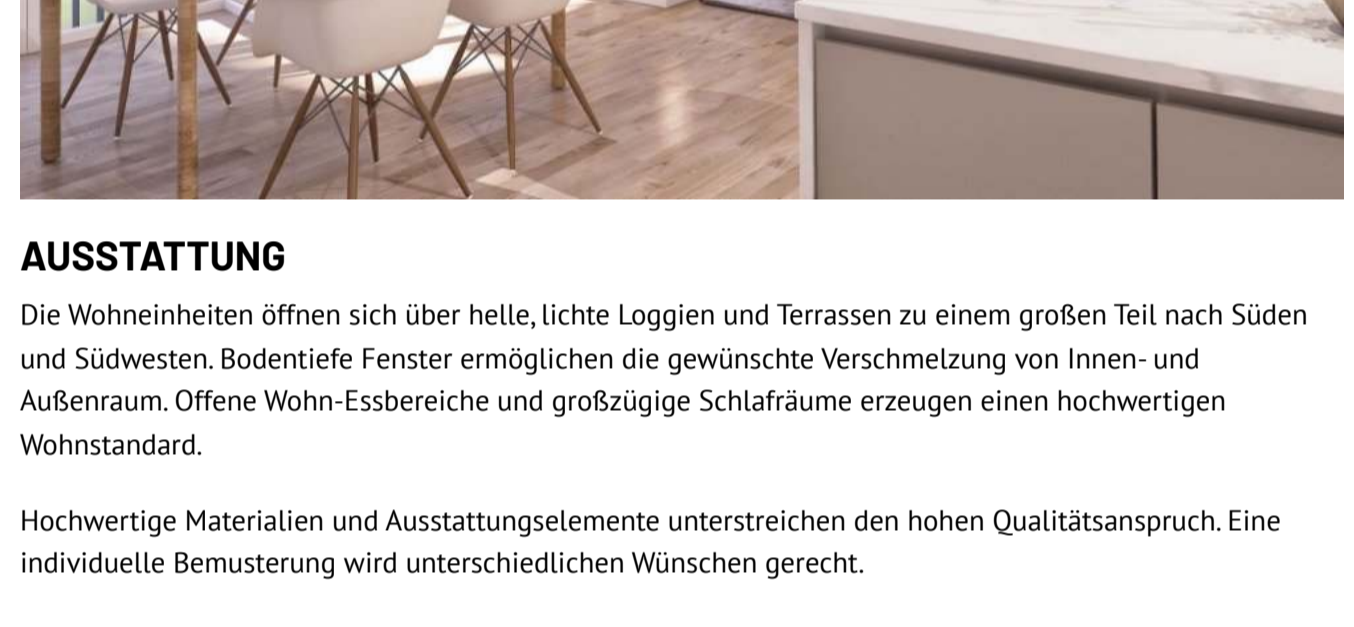 AUSSTATTUNG
Die Wohneinheiten öffnen sich über helle, lichte Loggien und Terrassen zu einem großen Teil nach Süden
und Südwesten. Bodentiefe Fenster ermöglichen die gewünschte Verschmelzung von Innen- und
Außenraum. Offene Wohn-Essbereiche und großzügige Schlafräume erzeugen einen hochwertigen
Wohnstandard.
Hochwertige Materialien und Ausstattungselemente unterstreichen den hohen Qualitätsanspruch. Eine
individuelle Bemusterung wird unterschiedlichen Wünschen gerecht.